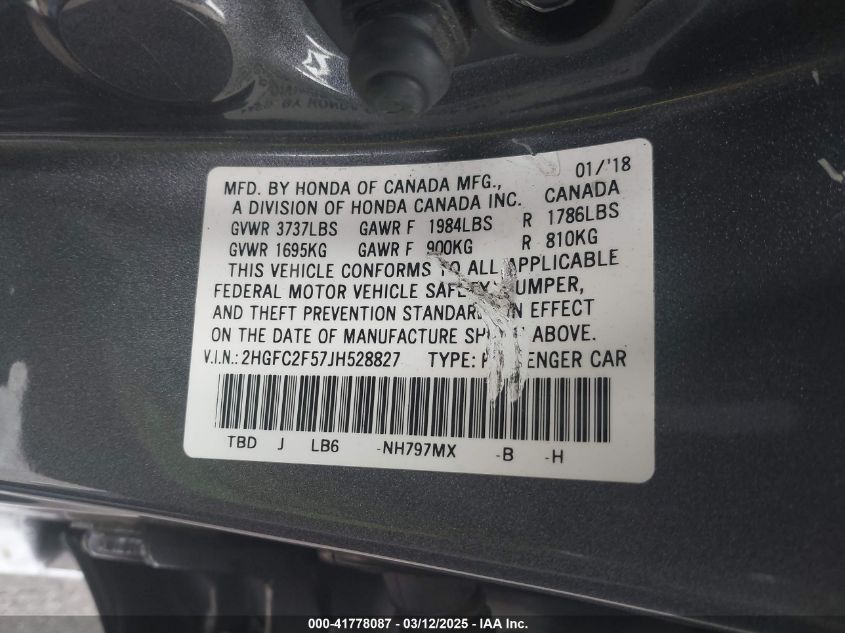 01/'18
MFD. BY HONDA OF CANADA MFG.,
A DIVISION OF HONDA CANADA INC. CANADA
GVWR 3737LBS GAWR F 1984LBS R 1786LBS
GVWR 1695KG GAWR F 900KG R 810KG
THIS VEHICLE CONFORMS TO ALL APPLICABLE
FEDERAL MOTOR VEHICLE SAFETY, BUMPER,
AND THEFT PREVENTION STANDARDS IN EFFECT
ON THE DATE OF MANUFACTURE SHOWN ABOVE.
V.I.N.: 2HGFC2F57JH528827 TYPE: PASSENGER CAR
TBD J LB6 -NH797MX -B -H
000-41778087 - 03/12/2025 - IAA Inc.